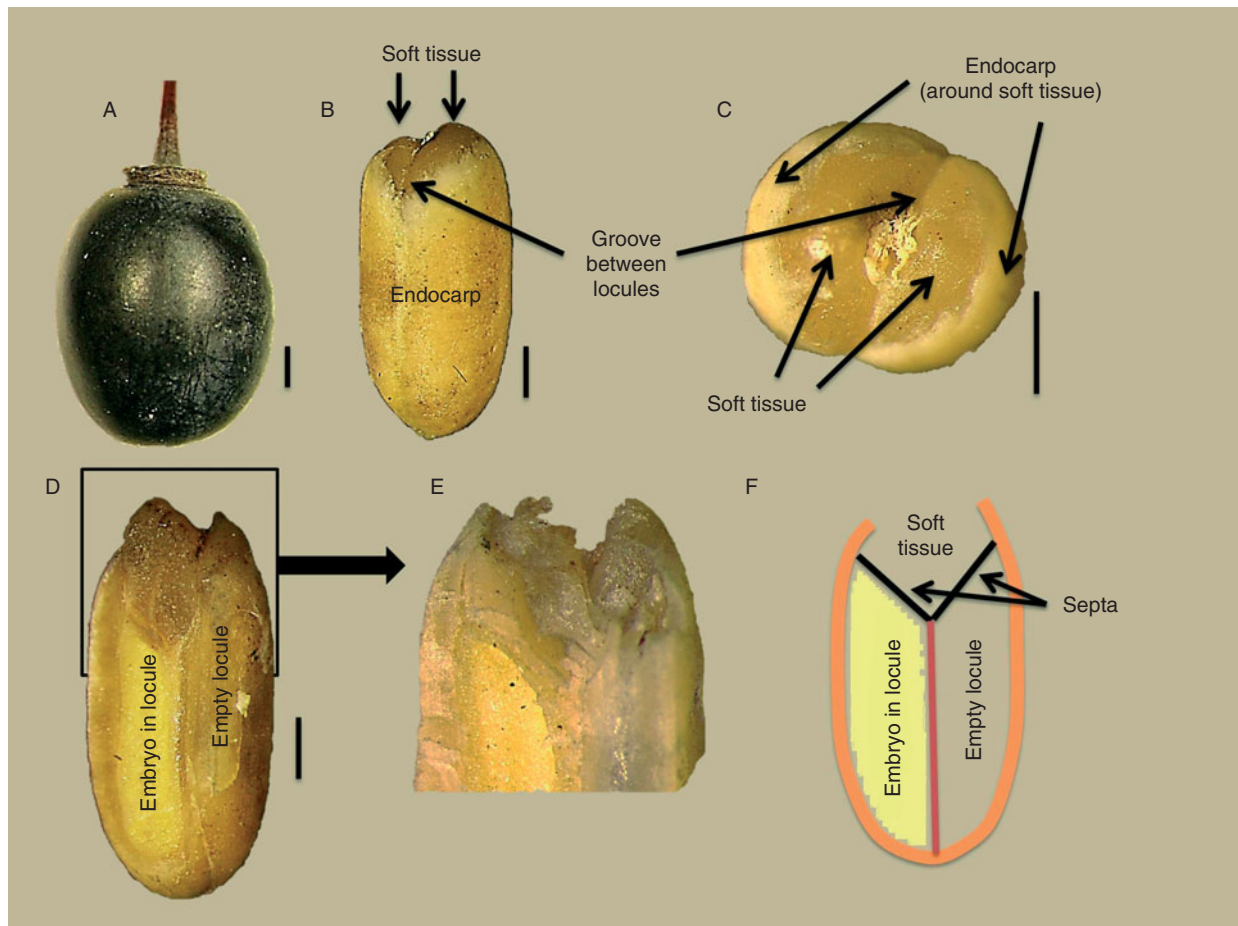 Soft tissue
A
B
C
Endocarp
(around soft tissue)
Endocarp
Groove
between
locules
Soft tissue
D
E
F
Embryo in locule
Empty locule
Soft
tissue
Septa
Embryo in locule
Empty locule